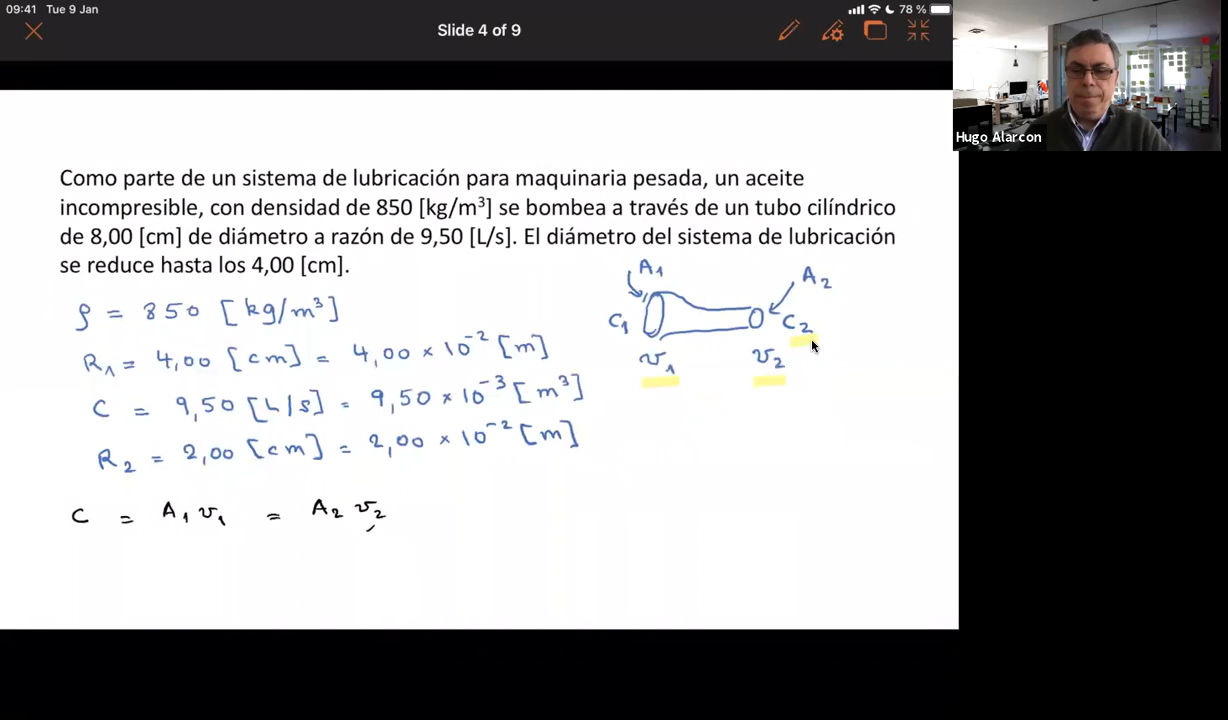 09:41 Tue 9 Jan
78 %
Slide 4 of 9
Hugo Alarcon
Como parte de un sistema de lubricación para maquinaria pesada, un aceite
incompresible, con densidad de 850 [kg/m³] se bombea a través de un tubo cilíndrico
de 8,00 [cm] de diámetro a razón de 9,50 [L/s]. El diámetro del sistema de lubricación
se reduce hasta los 4,00 [cm].
A₁
A₂
C₁
C₂
v₁
v₂
ρ = 850 [kg/m³]
R₁ = 4,00 [cm] = 4,00 × 10⁻² [m]
C = 9,50 [L/s] = 9,50 × 10⁻³ [m³]
R₂ = 2,00 [cm] = 2,00 × 10⁻² [m]
C = A₁ v₁ = A₂ v₂